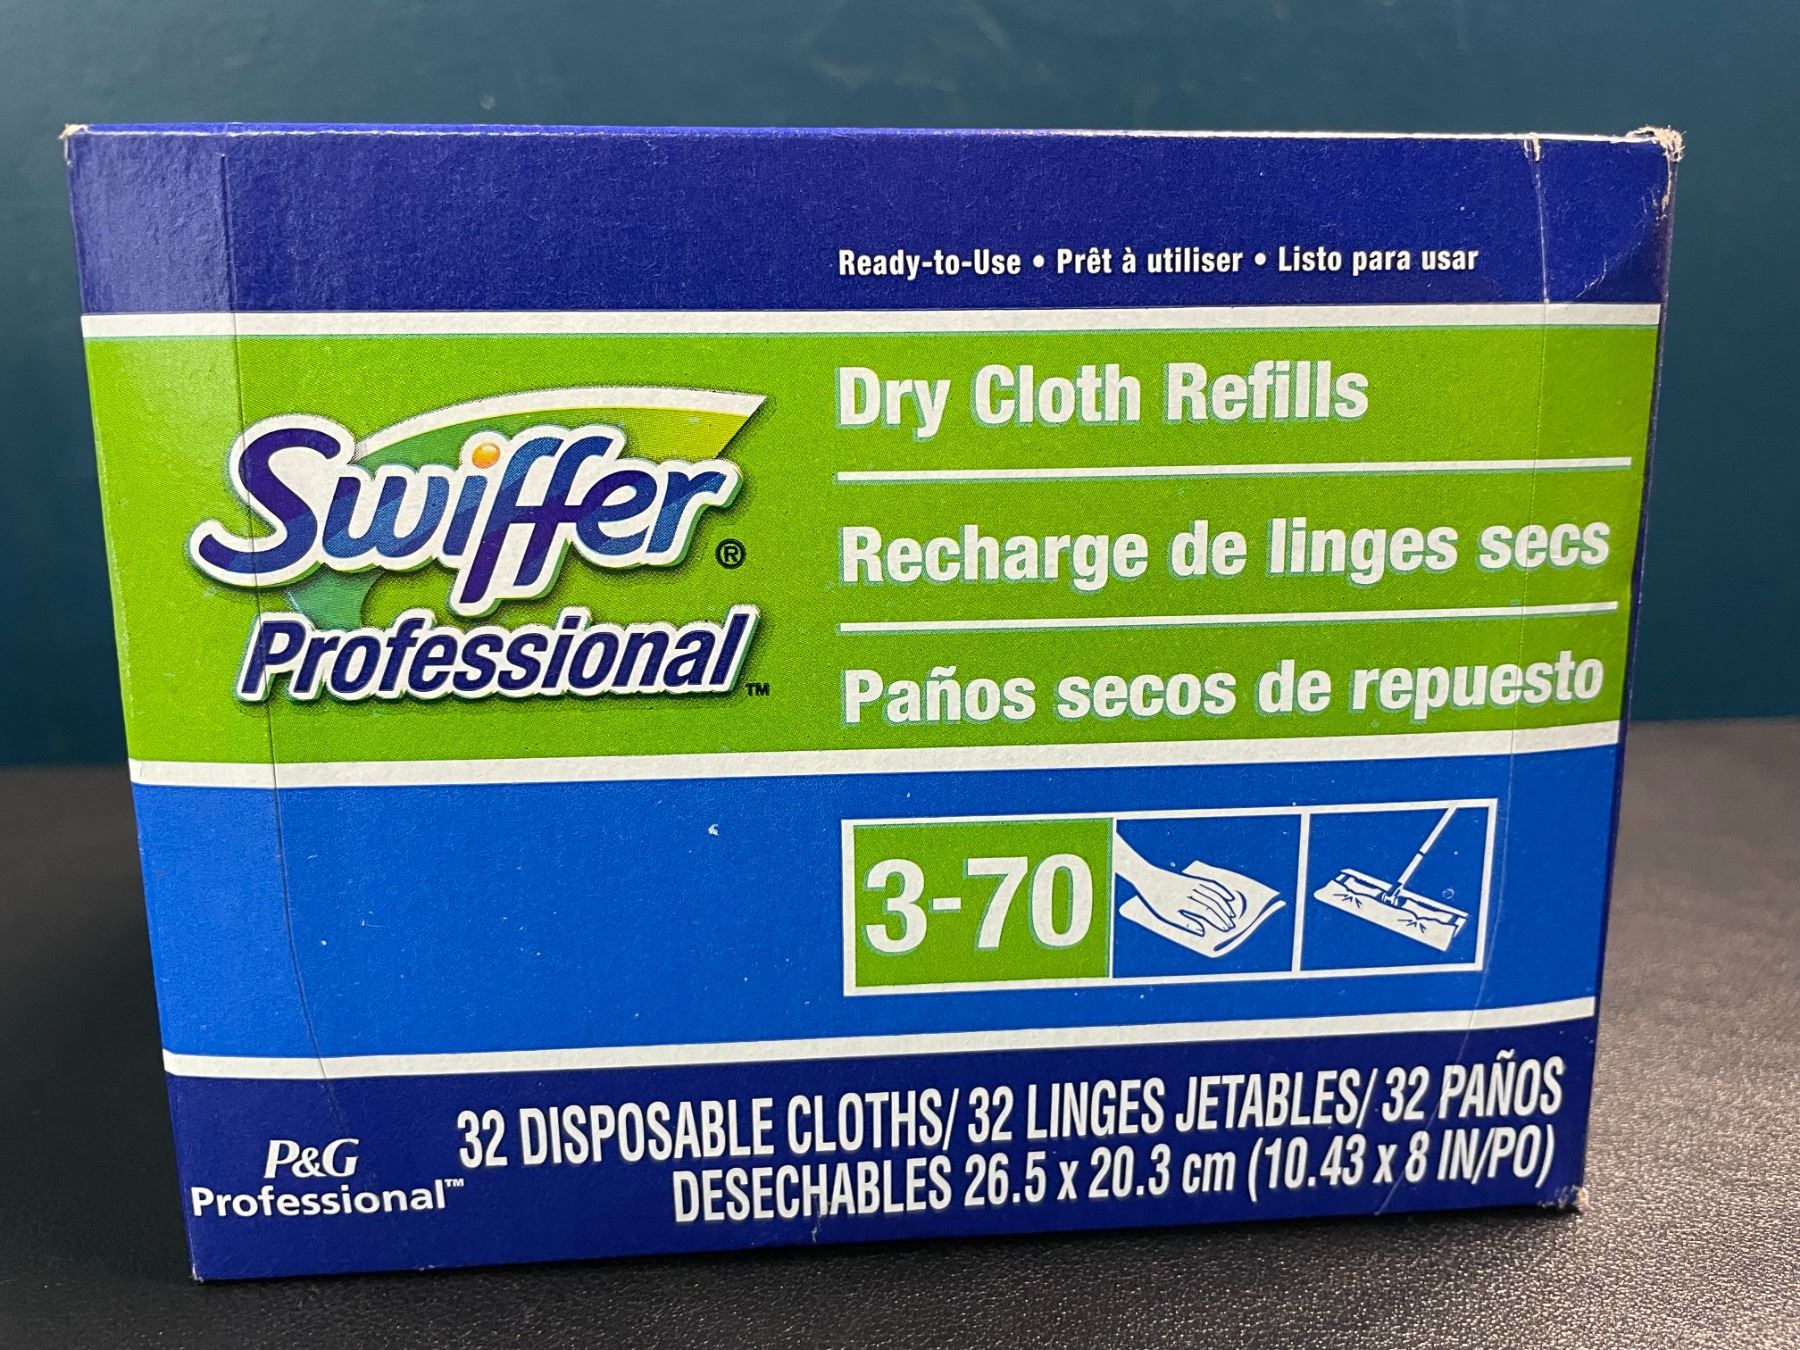 Ready-to-Use • Prêt à utiliser • Listo para usar
Swiffer®
Professional™
Dry Cloth Refills
Recharge de linges secs
Paños secos de repuesto
3-70
P&G
Professional™
32 DISPOSABLE CLOTHS/ 32 LINGES JETABLES/ 32 PAÑOS
DESECHABLES 26.5 x 20.3 cm (10.43 x 8 IN/PO)